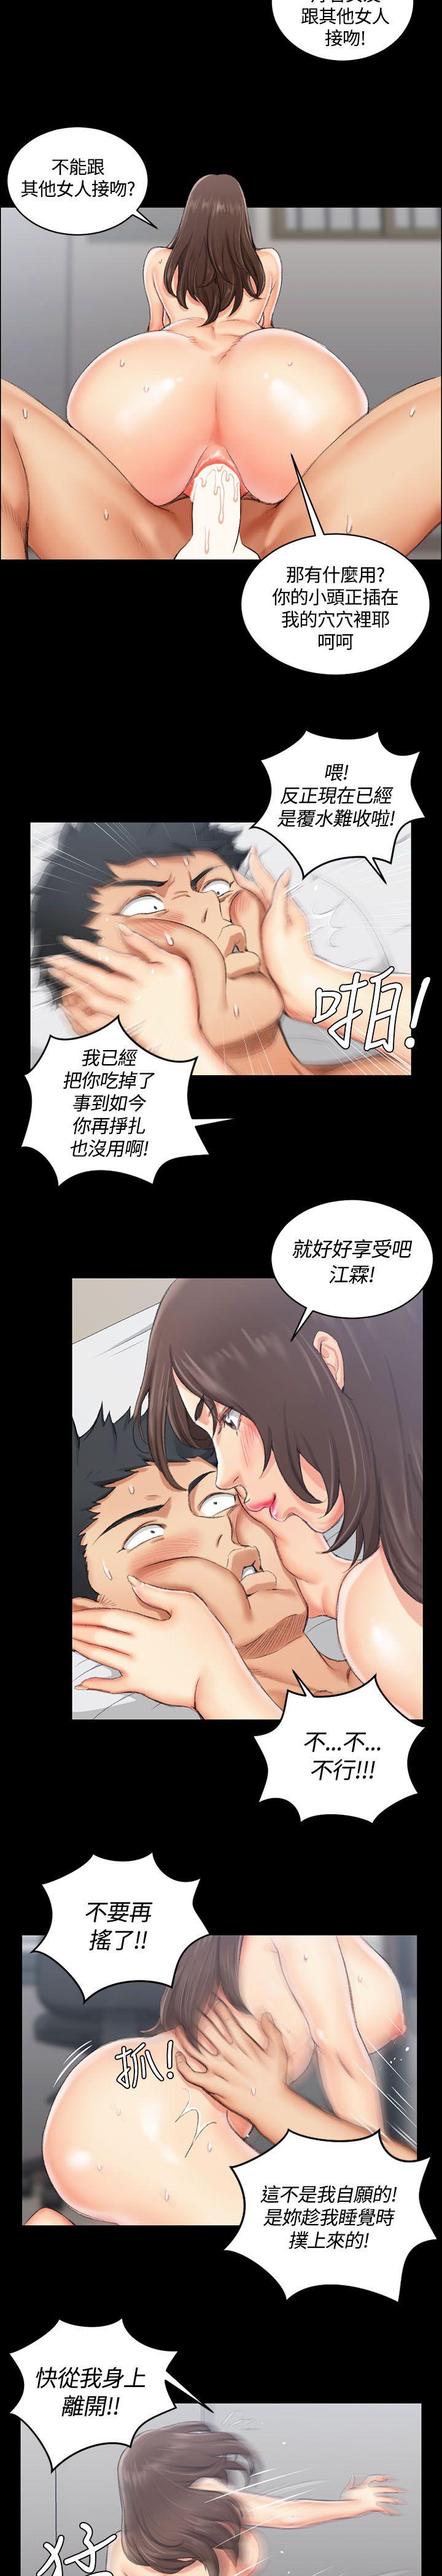 跟其他女人
接吻!
不能跟
其他女人接吻?
那有什麼用?
你的小頭正插在
我的穴穴裡耶
呵呵
喂!
反正現在已經
是覆水難收啦!
啪!
我已經
把你吃掉了
事到如今
你再掙扎
也沒用啊!
就好好享受吧
江霖!
不...不...
不行!!!
不要再
搖了!!
抓!
這不是我自願的!
是妳趁我睡覺時
撲上來的!
快從我身上
離開!!
猛